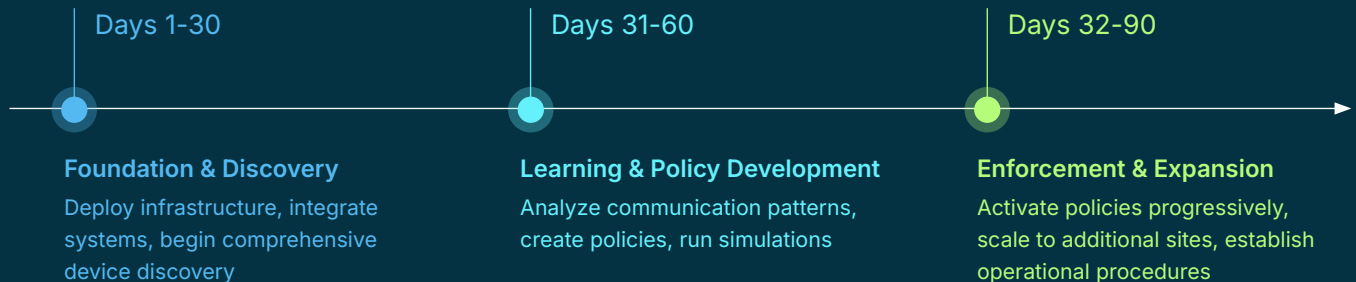 Days 1-30
Days 31-60
Days 32-90
Foundation & Discovery
Deploy infrastructure, integrate
systems, begin comprehensive
device discovery
Learning & Policy Development
Analyze communication patterns,
create policies, run simulations
Enforcement & Expansion
Activate policies progressively,
scale to additional sites, establish
operational procedures